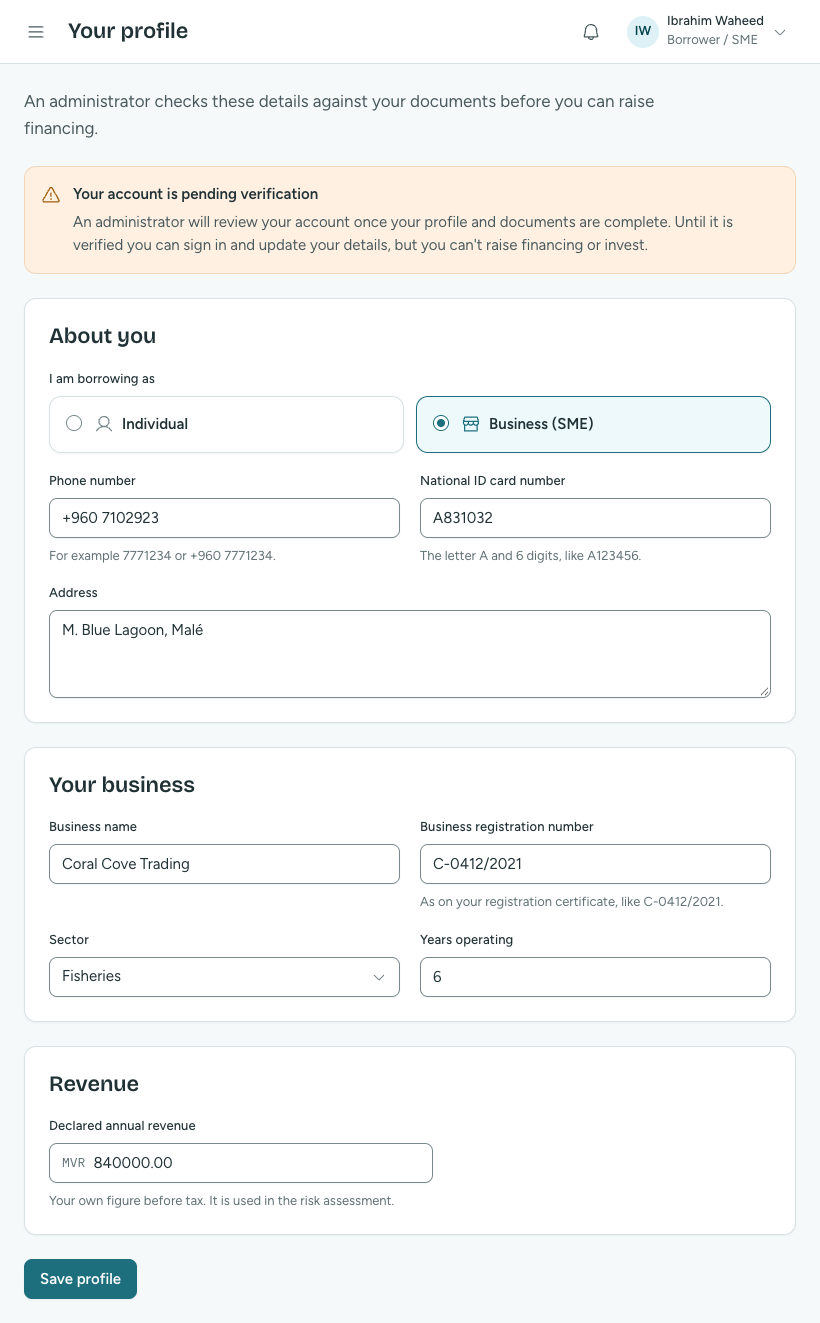 Your profile
IW
Ibrahim Waheed
Borrower / SME
An administrator checks these details against your documents before you can raise
financing.
Your account is pending verification
An administrator will review your account once your profile and documents are complete. Until it is
verified you can sign in and update your details, but you can't raise financing or invest.
About you
I am borrowing as
Individual
Business (SME)
Phone number
National ID card number
+960 7102923
A831032
For example 7771234 or +960 7771234.
The letter A and 6 digits, like A123456.
Address
M. Blue Lagoon, Malé
Your business
Business name
Business registration number
Coral Cove Trading
C-0412/2021
As on your registration certificate, like C-0412/2021.
Sector
Years operating
Fisheries
6
Revenue
Declared annual revenue
MVR 840000.00
Your own figure before tax. It is used in the risk assessment.
Save profile